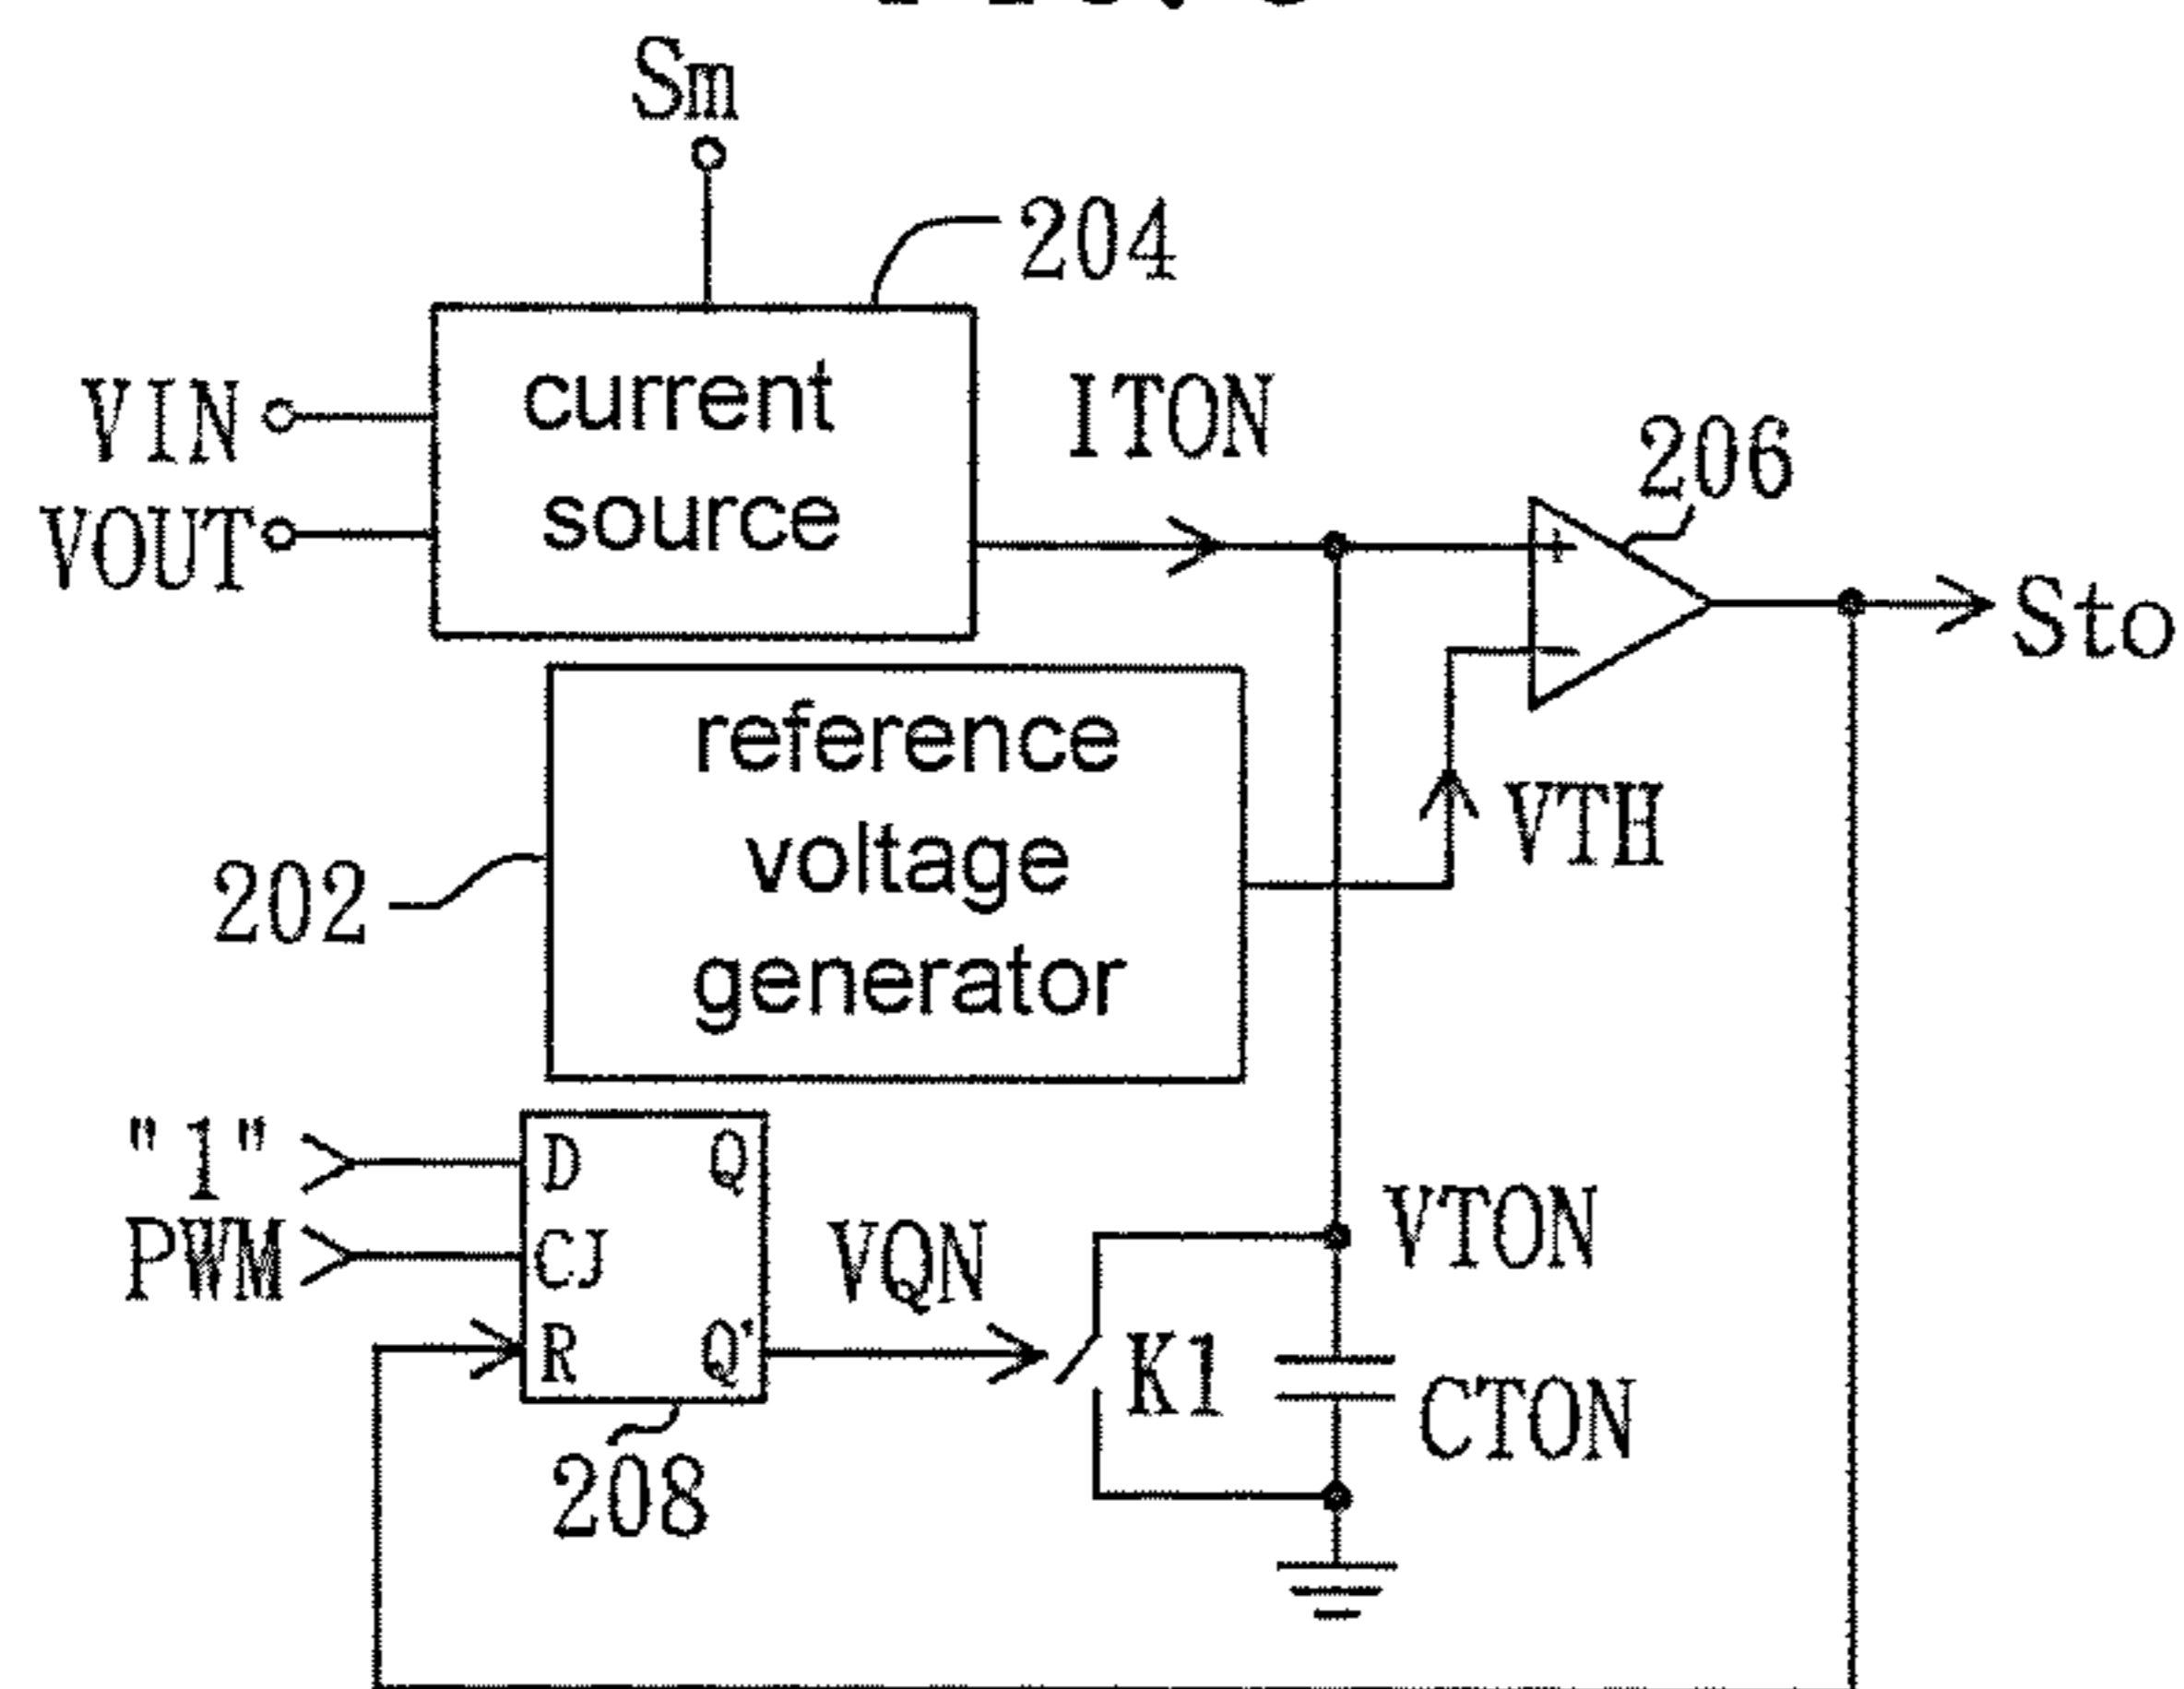 Sm
204
current
source
VIN
VOUT
ITON
206
+
Sto
reference
voltage
generator
VTH
202
"1"
PWM
D Q
CJ
R Q'
VQN
208
K1
VTON
CTON